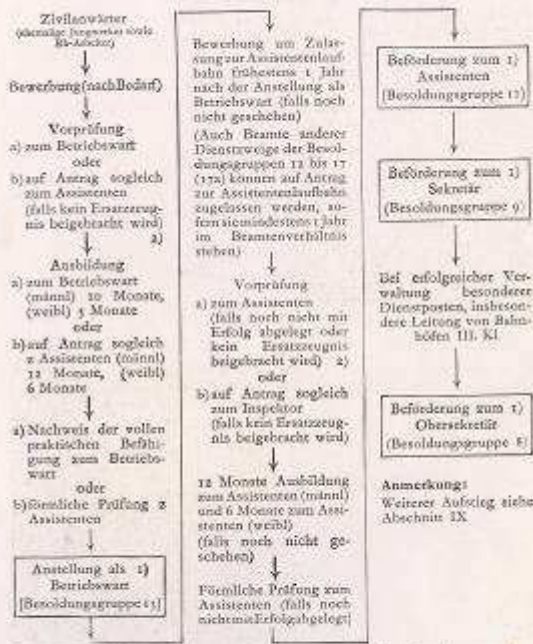 Zivilanwärter
(ehemalige Jungwerker sowie
Rb-Arbeiter)
Bewerbung (nach Bedarf)
Vorprüfung
a) zum Betriebswart
oder
b) auf Antrag sogleich
zum Assistenten
(falls kein Ersatzzeug-
nis beigebracht wird)
2)
Ausbildung
a) zum Betriebswart
(männl) 10 Monate,
(weibl) 5 Monate
oder
b) auf Antrag sogleich
z Assistenten (männl)
12 Monate, (weibl)
6 Monate
a) Nachweis der vollen
praktischen Befähi-
gung zum Betriebs-
wart
oder
b) förmliche Prüfung z
Assistenten
Anstellung als 1)
Betriebswart
[Besoldungsgruppe 15]
Bewerbung um Zulas-
sung zur Assistentenlauf-
bahn frühestens 1 Jahr
nach der Anstellung als
Betriebswart (falls noch
nicht geschehen)
(Auch Beamte anderer
Dienstzweige der Besol-
dungsgruppen 12 bis 17
(17a) können auf Antrag
zur Assistentenlaufbahn
zugelassen werden, so-
fern sie mindestens 1 Jahr
im Beamtenverhältnis
stehen)
Vorprüfung
a) zum Assistenten
(falls noch nicht mit
Erfolg abgelegt oder
kein Ersatzzeugnis
beigebracht wird) 2)
oder
b) auf Antrag sogleich
zum Inspektor
(falls kein Ersatzzeug-
nis beigebracht wird)
12 Monate Ausbildung
zum Assistenten (männl)
und 6 Monate zum Assi-
stenten (weibl)
(falls noch nicht ge-
schehen)
Förmliche Prüfung zum
Assistenten (falls noch
nicht mit Erfolg abgelegt)
Beförderung zum 1)
Assistenten
[Besoldungsgruppe 12]
Beförderung zum 1)
Sekretär
(Besoldungsgruppe 9)
Bei erfolgreicher Ver-
waltung besonderer
Dienstposten, insbeson-
dere Leitung von Bahn-
höfen III. Kl
Beförderung zum 1)
Obersekretär
(Besoldungsgruppe 8)
Anmerkung:
Weiterer Aufstieg siehe
Abschnitt IX